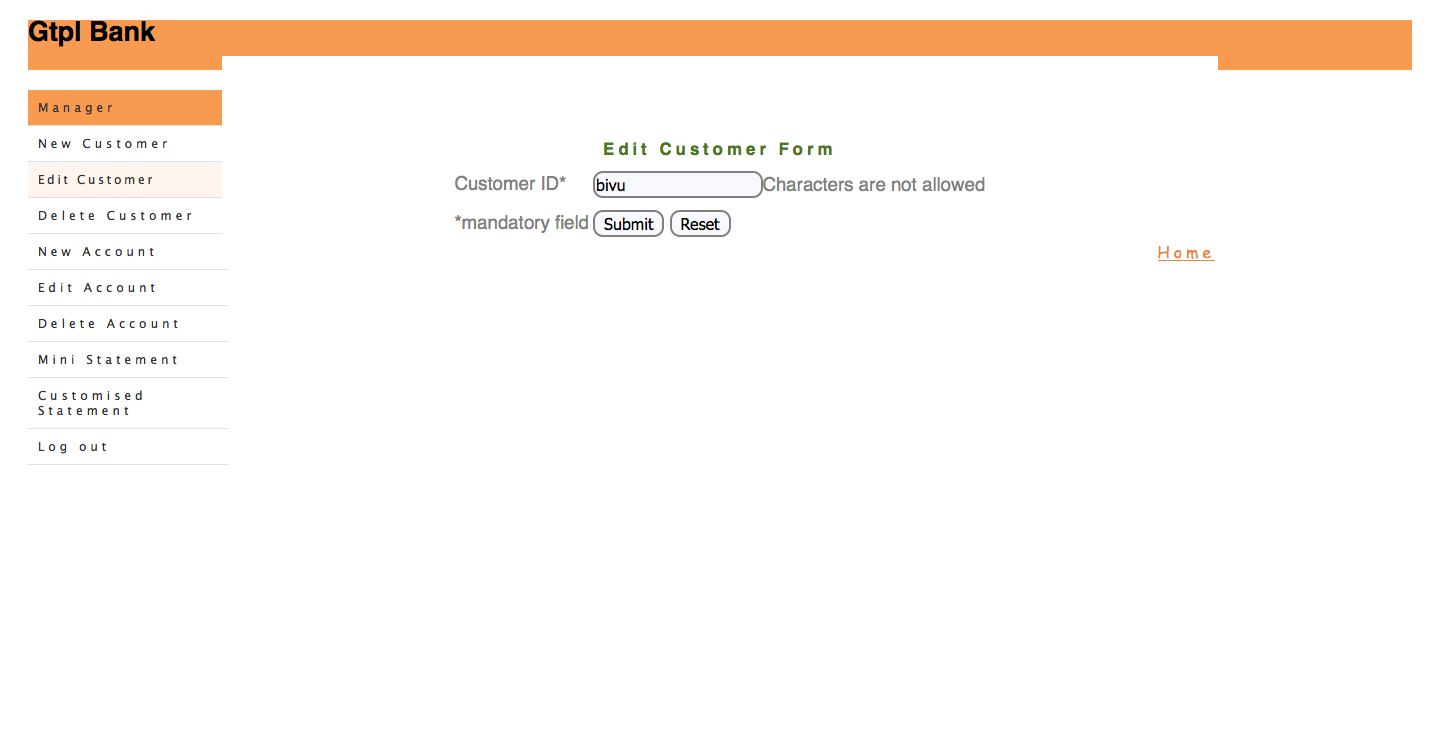 Gtpl Bank
Manager
New Customer
Edit Customer
Delete Customer
New Account
Edit Account
Delete Account
Mini Statement
Customised
Statement
Log out
Edit Customer Form
Customer ID* bivu Characters are not allowed
*mandatory field Submit Reset
Home